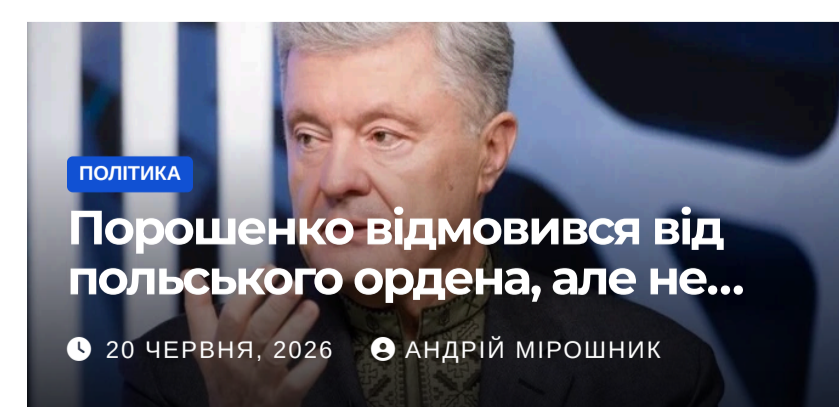 ПОЛІТИКА
Порошенко відмовився від
польського ордена, але не...
20 ЧЕРВНЯ, 2026 АНДРІЙ МІРОШНИК